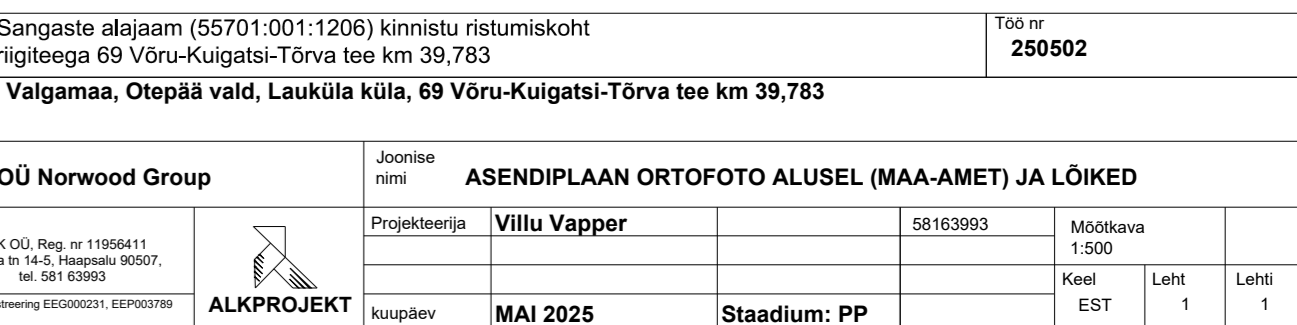 Sangaste alajaam (55701:001:1206) kinnistu ristumiskoht
riigiteega 69 Võru-Kuigatsi-Tõrva tee km 39,783
Töö nr
250502
Valgamaa, Otepää vald, Lauküla küla, 69 Võru-Kuigatsi-Tõrva tee km 39,783
OÜ Norwood Group
Joonise
nimi
ASENDIPLAAN ORTOFOTO ALUSEL (MAA-AMET) JA LÕIKED
K OÜ, Reg. nr 11956411
a tn 14-5, Haapsalu 90507,
tel. 581 63993
streering EEG000231, EEP003789
ALKPROJEKT
Projekteerija Villu Vapper 58163993
kuupäev MAI 2025 Staadium: PP
Mõõtkava
1:500
Keel Leht Lehti
EST 1 1